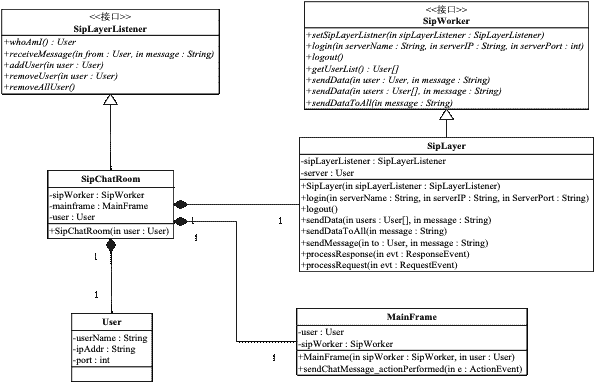 <<接口>>
SipLayerListener
+whoAmI() : User
+receiveMessage(in from : User, in message : String)
+addUser(in user : User)
+removeUser(in user : User)
+removeAllUser()
<<接口>>
SipWorker
+setSipLayerListner(in sipLayerListener : SipLayerListener)
+login(in serverName : String, in serverIP : String, in serverPort : int)
+logout()
+getUserList() : User[]
+sendData(in user : User, in message : String)
+sendData(in users : User[], in message : String)
+sendDataToAll(in message : String)
SipLayer
-sipLayerListener : SipLayerListener
-server : User
+SipLayer(in sipLayerListener : SipLayerListener)
+login(in serverName : String, in serverIP : String, in ServerPort : String)
+logout()
+sendData(in users : User[], in message : String)
+sendDataToAll(in message : String)
+sendMessage(in to : User, in message : String)
+processResponse(in evt : ResponseEvent)
+processRequest(in evt : RequestEvent)
SipChatRoom
-sipWorker : SipWorker
-mainframe : MainFrame
-user : User
+SipChatRoom(in user : User)
1
1
1
1
1
1
User
-userName : String
-ipAddr : String
-port : int
MainFrame
-user : User
-sipWorker : SipWorker
+MainFrame(in sipWorker : SipWorker, in user : User)
+sendChatMessage_actionPerformed(in e : ActionEvent)